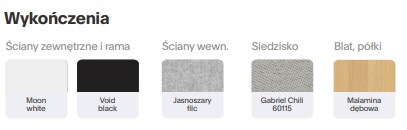 Wykończenia
Ściany zewnętrzne i rama
Ściany wewn.
Siedzisko
Blat, półki
Moon
white
Void
black
Jasnoszary
filc
Gabriel Chili
60115
Malamina
dębowa